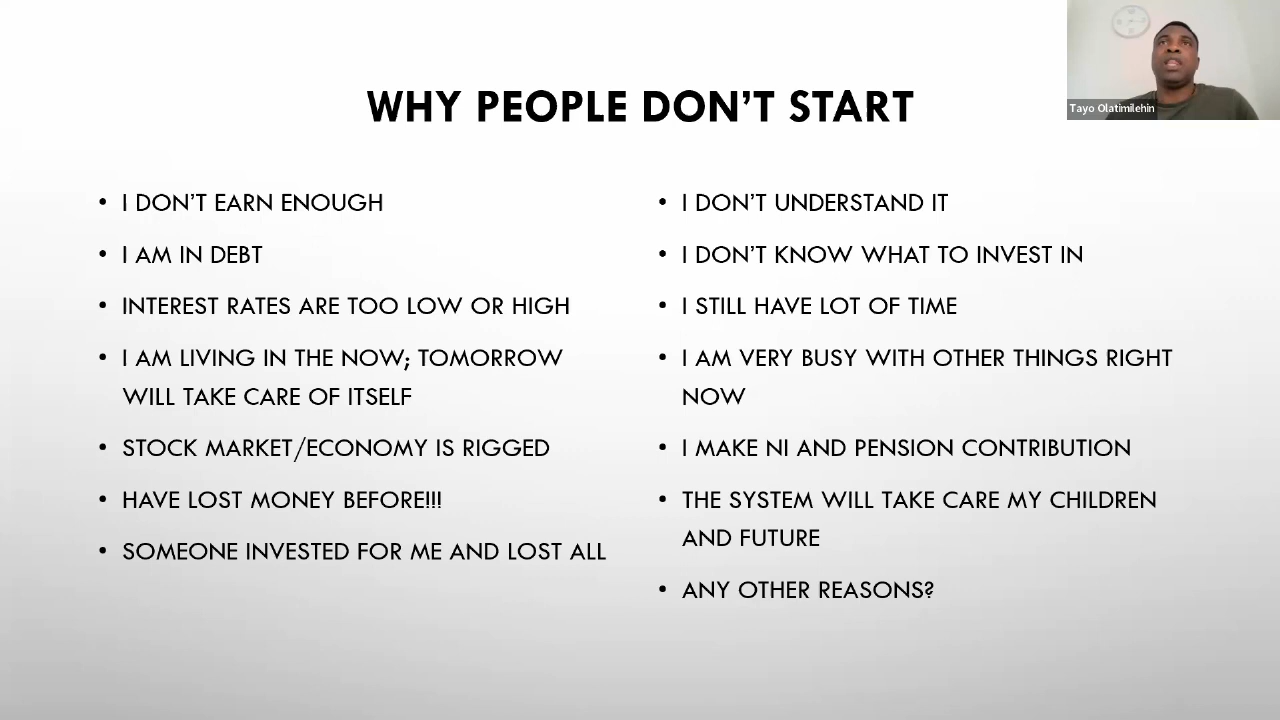 WHY PEOPLE DON'T START
Tayo Olatimilehin
• I DON'T EARN ENOUGH
• I AM IN DEBT
• INTEREST RATES ARE TOO LOW OR HIGH
• I AM LIVING IN THE NOW; TOMORROW
WILL TAKE CARE OF ITSELF
• STOCK MARKET/ECONOMY IS RIGGED
• HAVE LOST MONEY BEFORE!!!
• SOMEONE INVESTED FOR ME AND LOST ALL
• I DON'T UNDERSTAND IT
• I DON'T KNOW WHAT TO INVEST IN
• I STILL HAVE LOT OF TIME
• I AM VERY BUSY WITH OTHER THINGS RIGHT
NOW
• I MAKE NI AND PENSION CONTRIBUTION
• THE SYSTEM WILL TAKE CARE MY CHILDREN
AND FUTURE
• ANY OTHER REASONS?